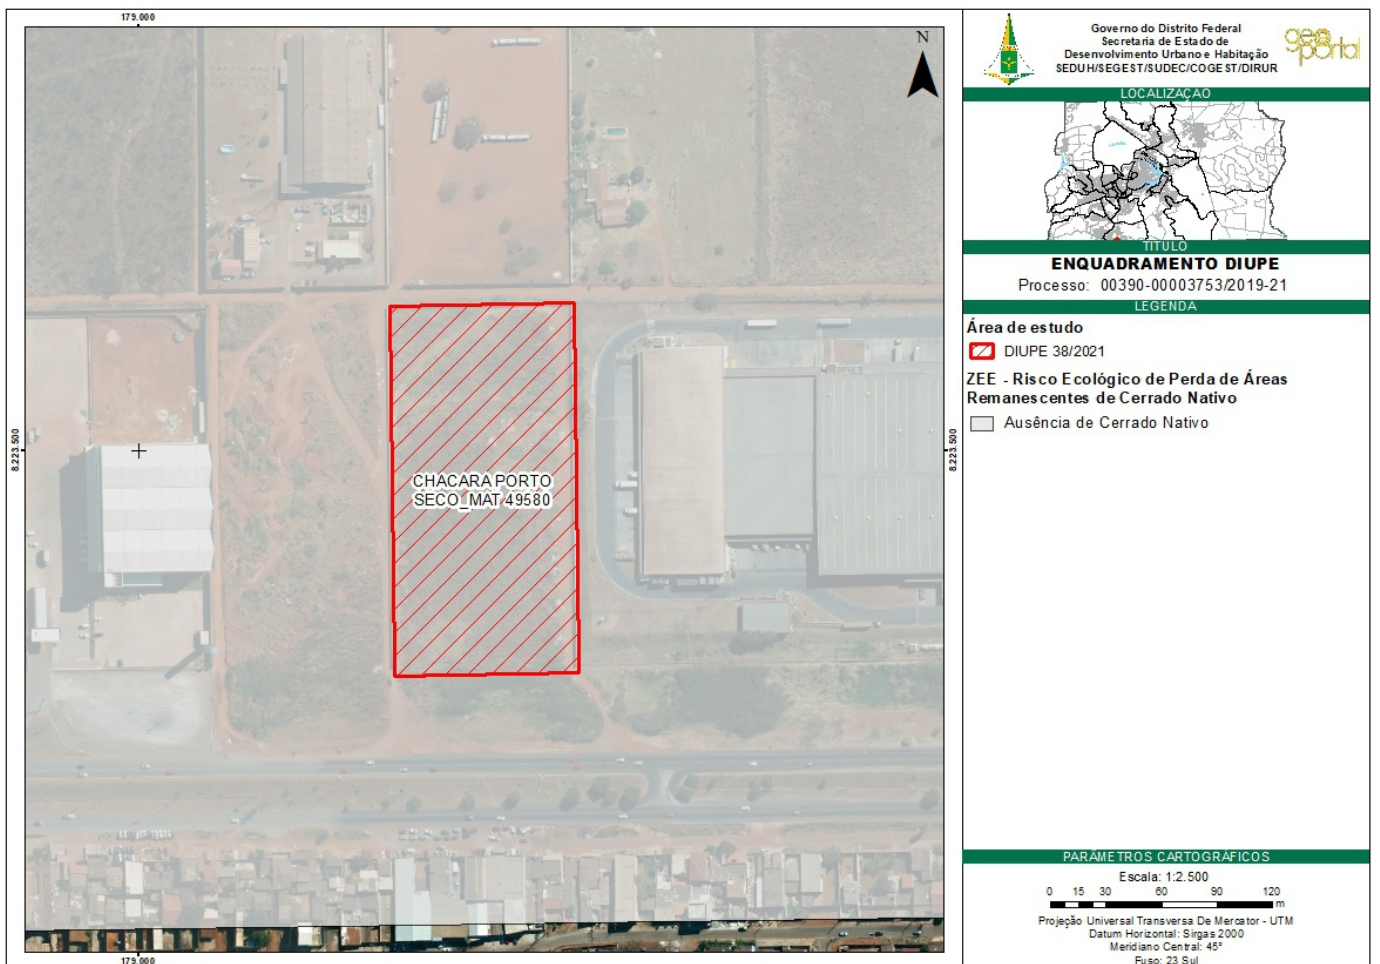 179.000
8.223.500
N
CHACARA PORTO
SECO_MAT 49580
8.223.500
179.000
Governo do Distrito Federal
Secretaria de Estado de
Desenvolvimento Urbano e Habitação
SEDUH/SEGEST/SUDEC/COGEST/DIRUR
geo
portal
LOCALIZAÇÃO
TÍTULO
ENQUADRAMENTO DIUPE
Processo: 00390-00003753/2019-21
LEGENDA
Área de estudo
DIUPE 38/2021
ZEE - Risco Ecológico de Perda de Áreas
Remanescentes de Cerrado Nativo
Ausência de Cerrado Nativo
PARÂMETROS CARTOGRÁFICOS
Escala: 1:2.500
0 15 30 60 90 120
m
Projeção Universal Transversa De Mercator - UTM
Datum Horizontal: Sirgas 2000
Meridiano Central: 45°
Fuso: 23 Sul